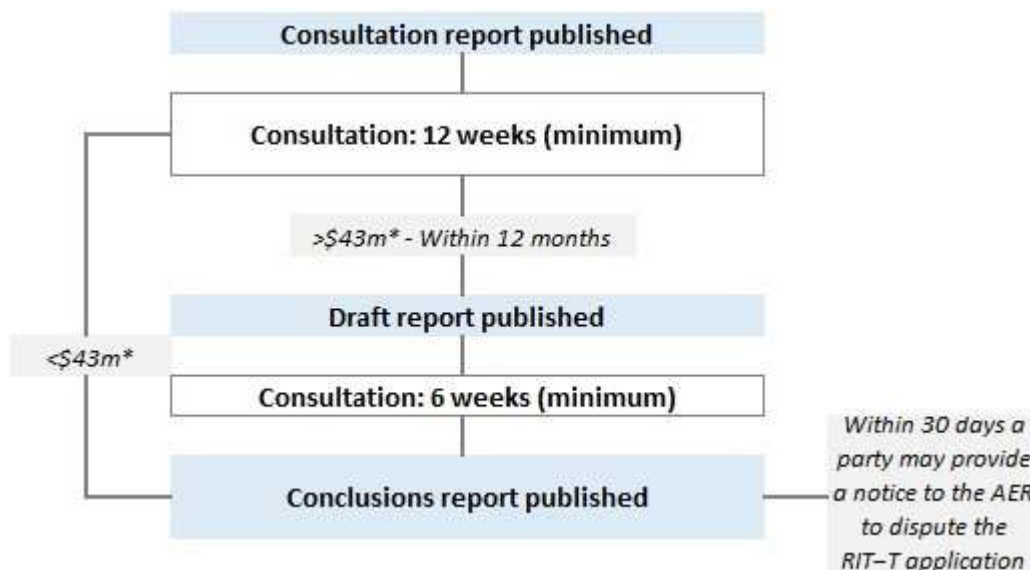 Consultation report published
Consultation: 12 weeks (minimum)
>$43m* - Within 12 months
Draft report published
<$43m*
Consultation: 6 weeks (minimum)
Conclusions report published
Within 30 days a
party may provide
a notice to the AER
to dispute the
RIT–T application